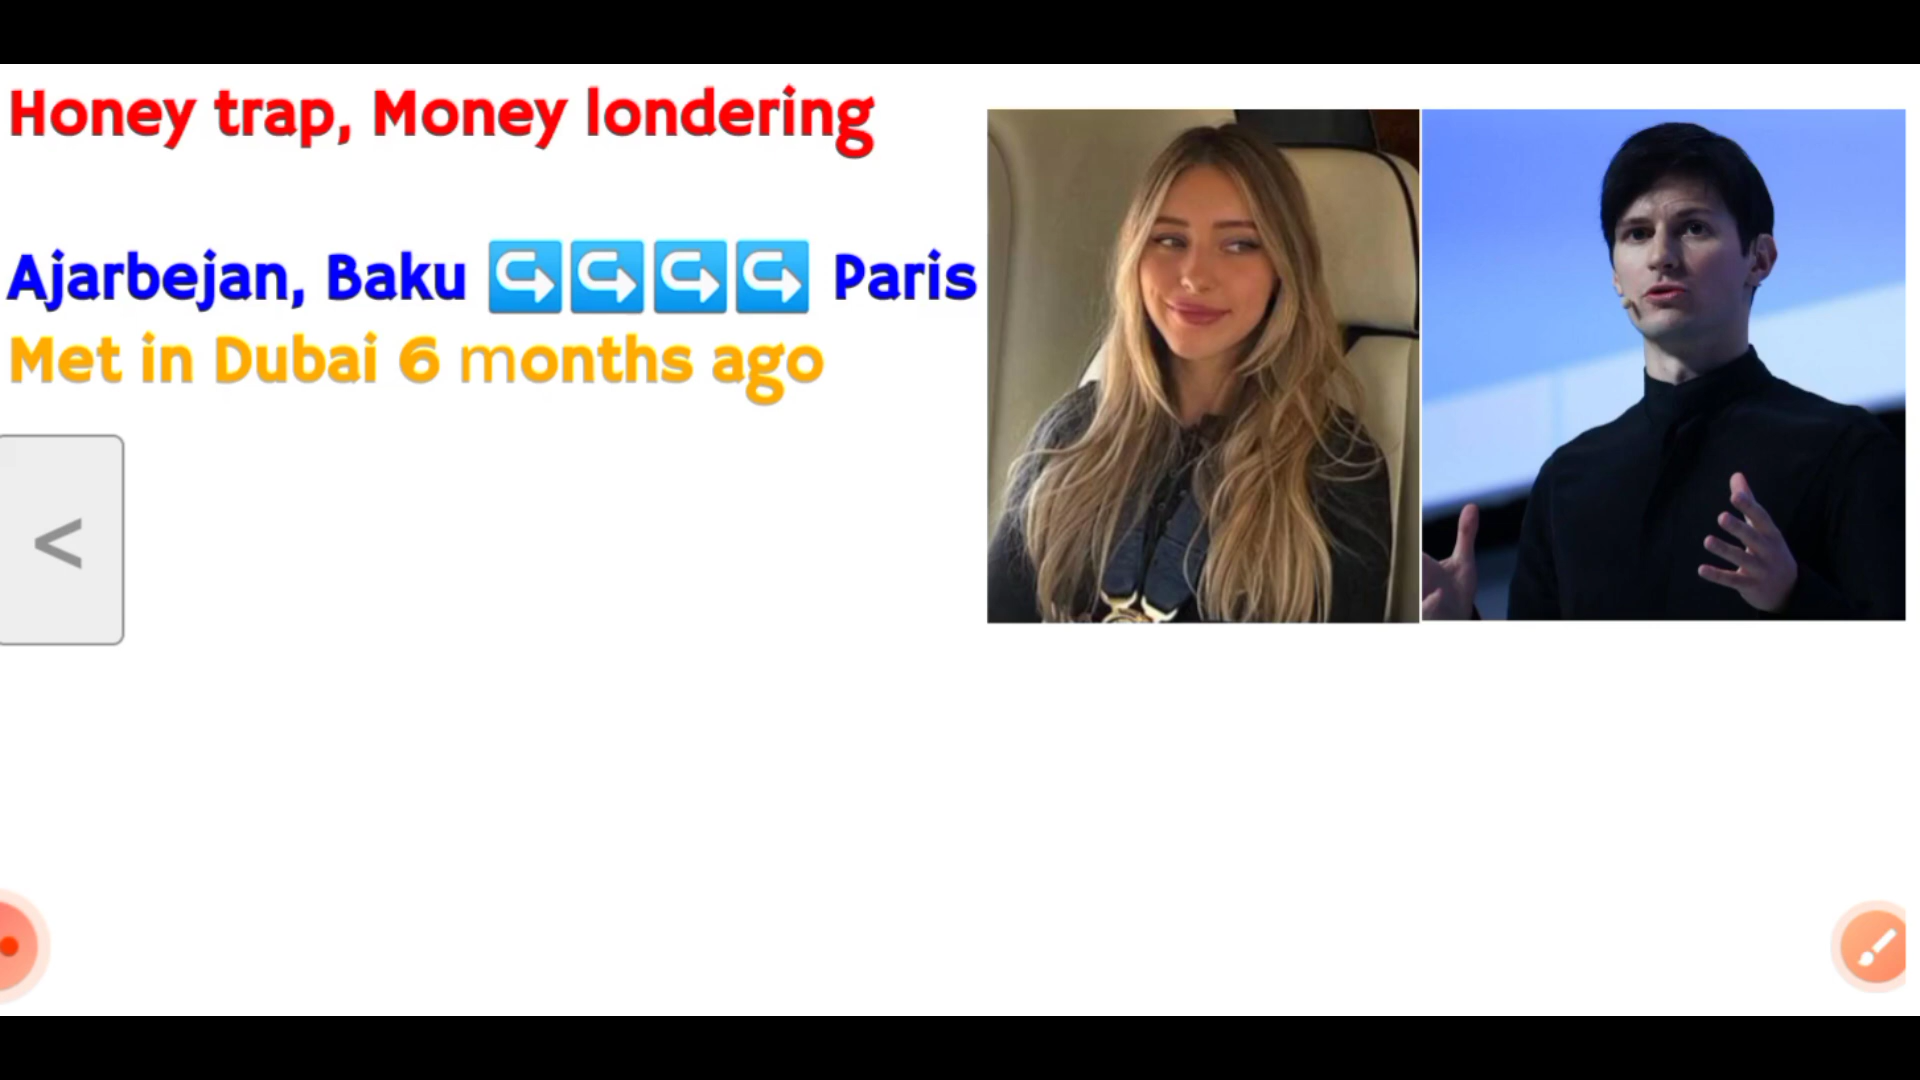 Honey trap, Money londering
Ajarbejan, Baku ↪️↪️↪️↪️ Paris
Met in Dubai 6 months ago
<